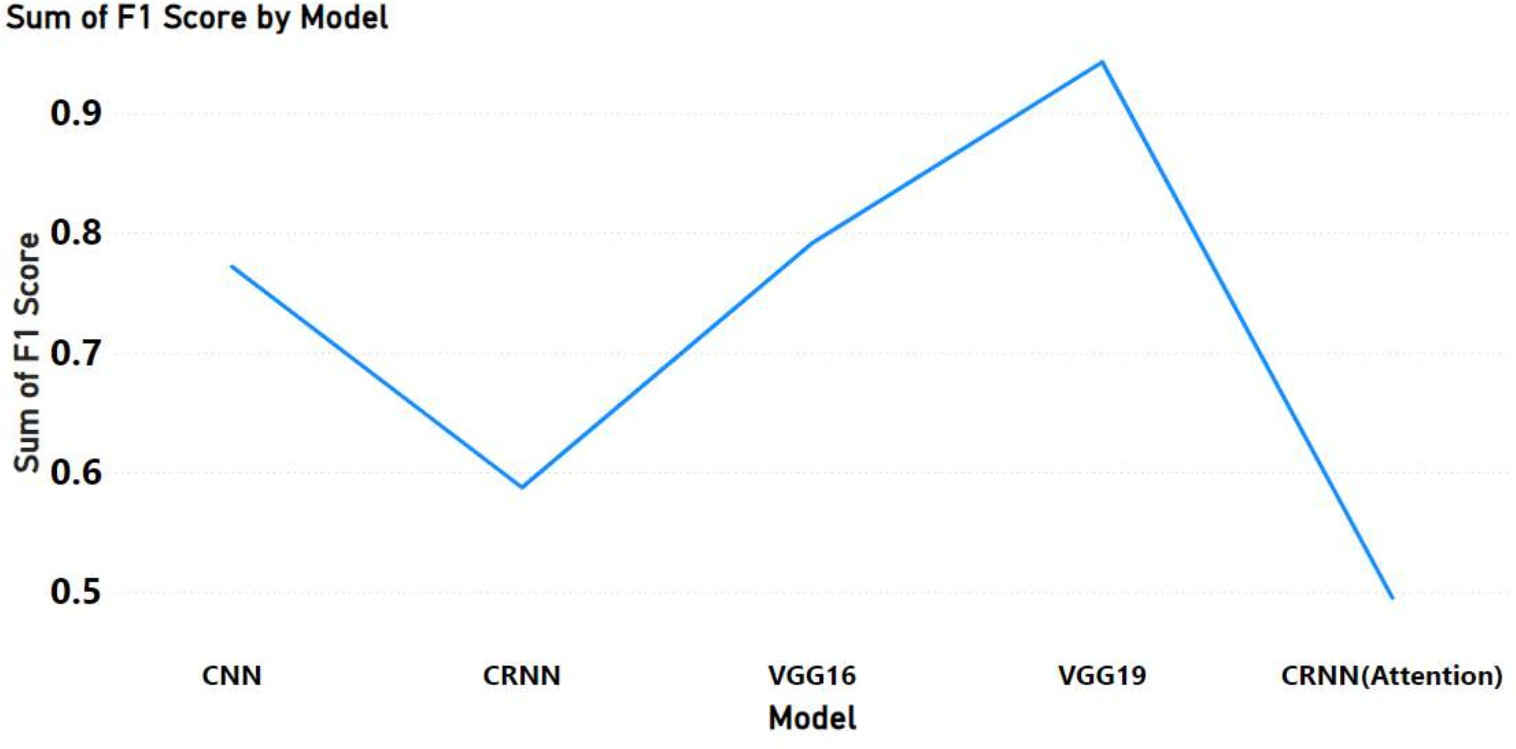 Sum of F1 Score by Model
Sum of F1 Score
0.9
0.8
0.7
0.6
0.5
CNN CRNN VGG16 VGG19 CRNN(Attention)
Model